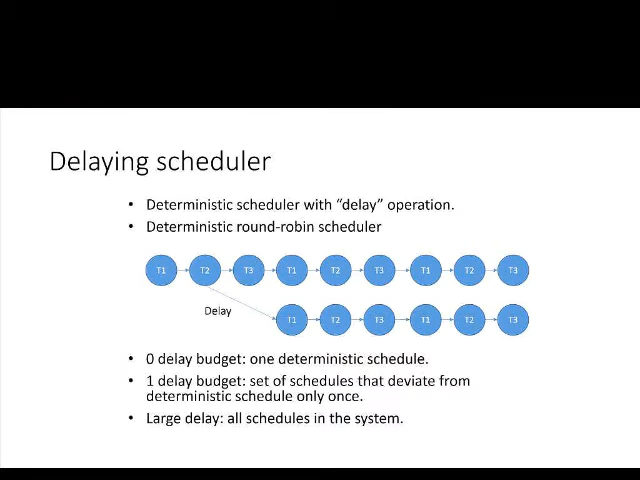 Delaying scheduler
• Deterministic scheduler with “delay” operation.
• Deterministic round-robin scheduler
T1 T2 T3 T1 T2 T3 T1 T2 T3
Delay
T1 T2 T3 T1 T2 T3
• 0 delay budget: one deterministic schedule.
• 1 delay budget: set of schedules that deviate from
deterministic schedule only once.
• Large delay: all schedules in the system.